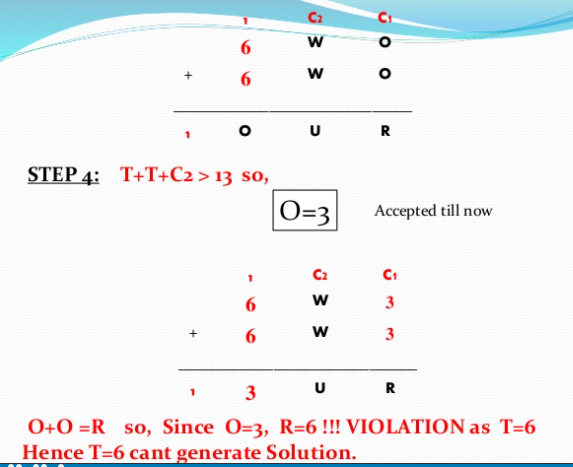 1 C2 C1
6 W O
+ 6 W O
1 O U R
STEP 4: T+T+C2 > 13 so,
O=3 Accepted till now
1 C2 C1
6 W 3
+ 6 W 3
1 3 U R
O+O =R so, Since O=3, R=6 !!! VIOLATION as T=6
Hence T=6 cant generate Solution.